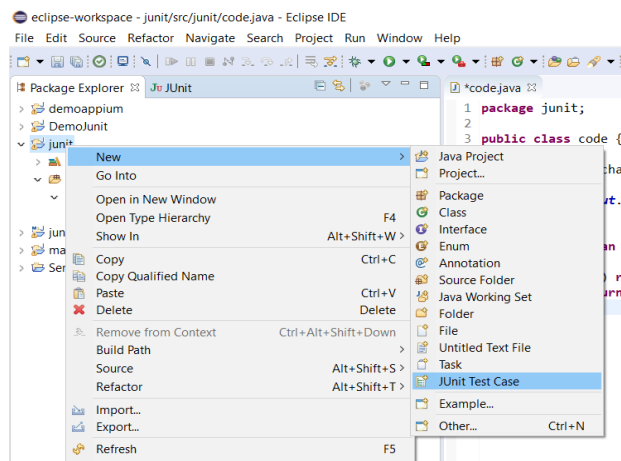 eclipse-workspace - junit/src/junit/code.java - Eclipse IDE
File Edit Source Refactor Navigate Search Project Run Window Help
Package Explorer JUnit
*code.java
demoappium
DemoJunit
junit
jun
ma
Ser
1 package junit;
2
3 public class code {
New
Go Into
Open in New Window
Open Type Hierarchy F4
Show In Alt+Shift+W
Copy Ctrl+C
Copy Qualified Name
Paste Ctrl+V
Delete Delete
Remove from Context Ctrl+Alt+Shift+Down
Build Path
Source Alt+Shift+S
Refactor Alt+Shift+T
Import...
Export...
Refresh F5
Java Project
Project...
Package
Class
Interface
Enum
Annotation
Source Folder
Java Working Set
Folder
File
Untitled Text File
Task
JUnit Test Case
Example...
Other... Ctrl+N